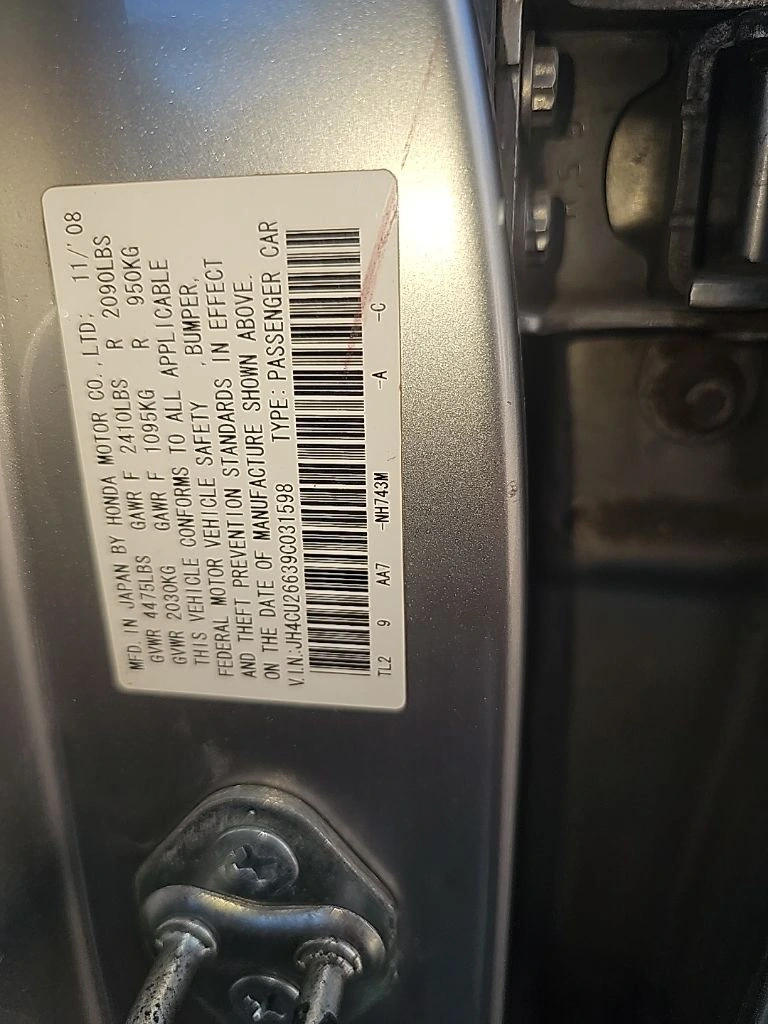 MFD. IN JAPAN BY HONDA MOTOR CO., LTD; 11/'08
GVWR 4475LBS GAWR F 2410LBS R 2090LBS
GVWR 2030KG GAWR F 1095KG R 950KG
THIS VEHICLE CONFORMS TO ALL APPLICABLE
FEDERAL MOTOR VEHICLE SAFETY ,BUMPER,
AND THEFT PREVENTION STANDARDS IN EFFECT
ON THE DATE OF MANUFACTURE SHOWN ABOVE.
V.I.N.:JH4CU26639C031598 TYPE: PASSENGER CAR
TL2 9 AA7 -NH743M -A -C